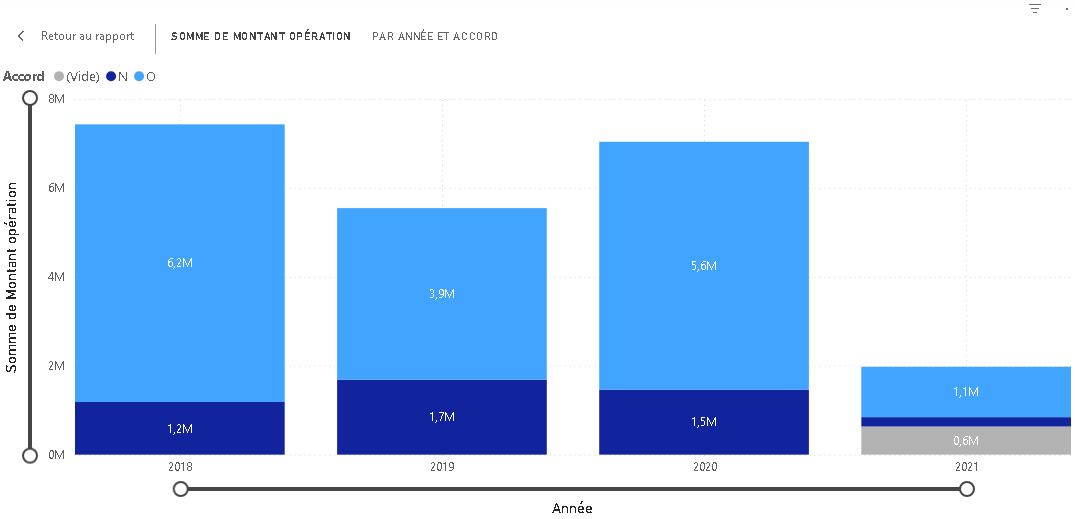 Retour au rapport SOMME DE MONTANT OPÉRATION PAR ANNÉE ET ACCORD
Accord (Vide) N O
8M
6M
4M
2M
0M
Somme de Montant opération
6,2M
1,2M
3,9M
1,7M
5,6M
1,5M
1,1M
0,6M
2018 2019 2020 2021
Année